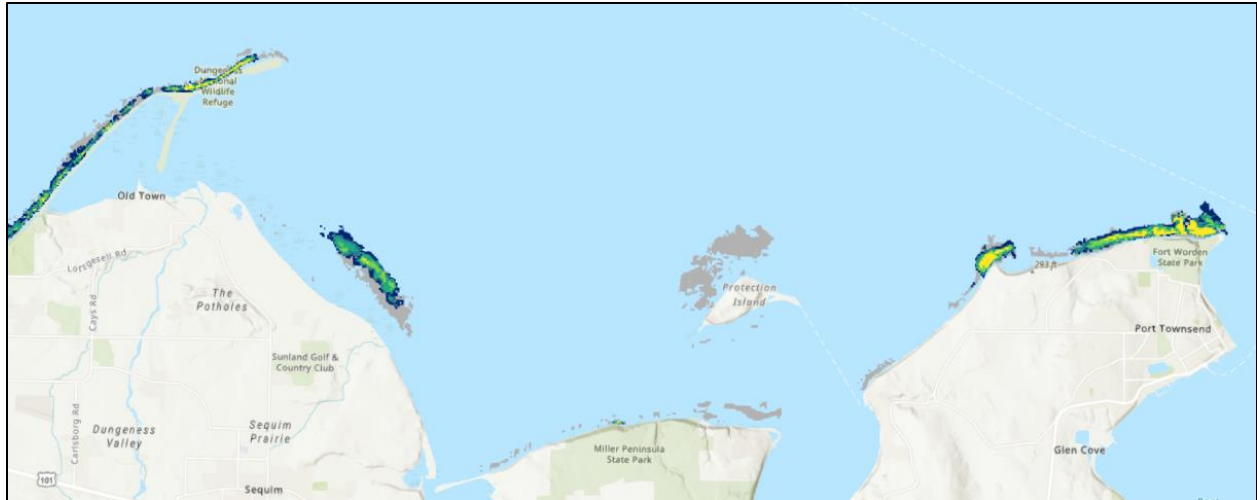 Dungeness
National
Wildlife
Refuge
Old Town
Lotsgesell Rd
Cays Rd
The
Potholes
Sunland Golf &
Country Club
Carlsborg Rd
Dungeness
Valley
Sequim
Prairie
101
Sequim
Protection
Island
Miller Peninsula
State Park
293 ft
Fort Worden
State Park
Port Townsend
Glen Cove